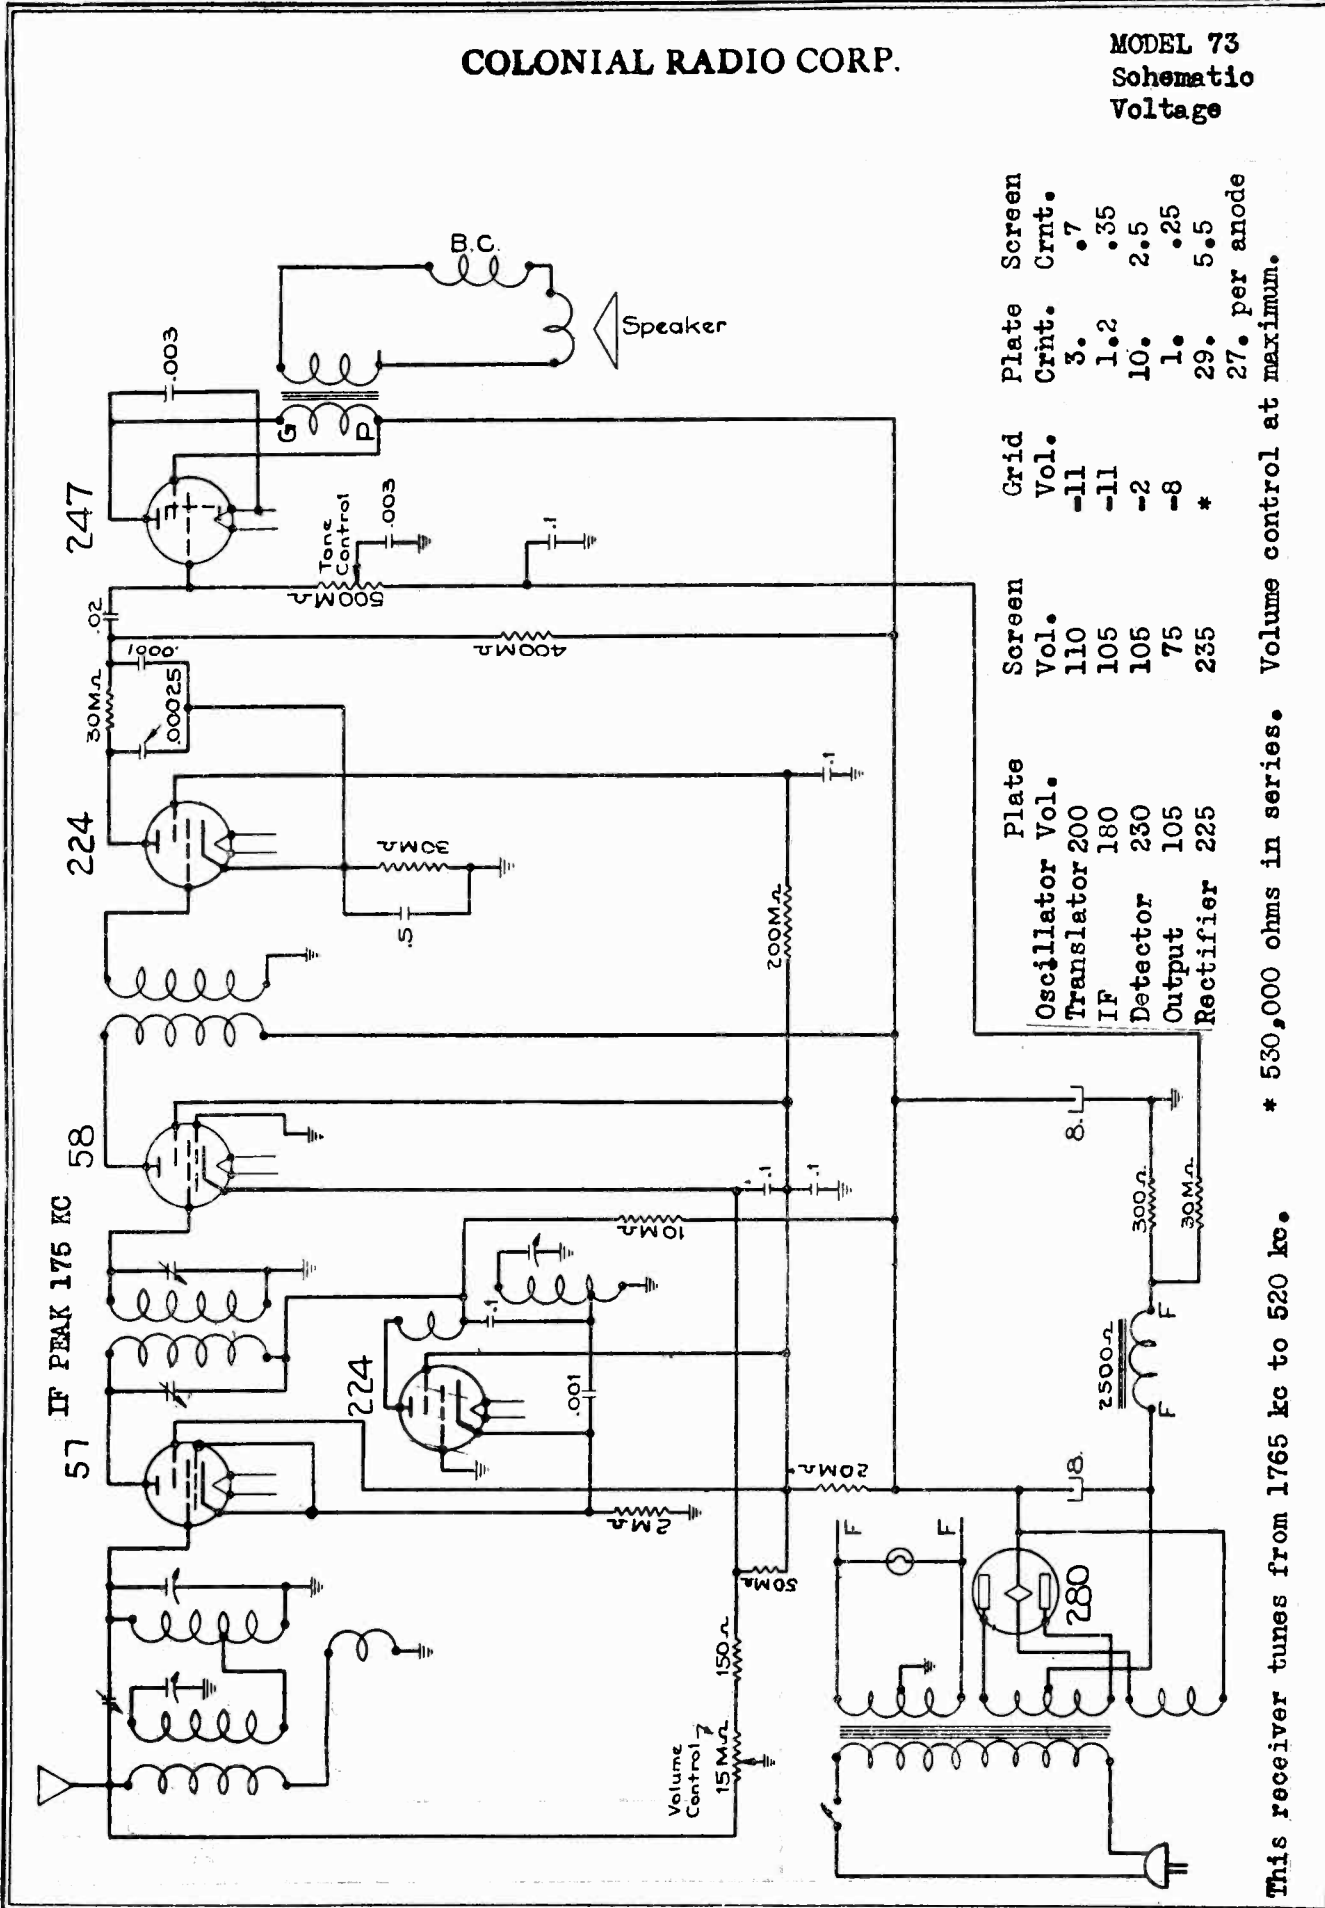 COLONIAL RADIO CORP.
MODEL 73
Sohematic
Voltage
57
IF PEAK 175 KC
58
224
247
224
280
B.C.
Speaker
.003
G
P
Tone
Control
.003
500MΩ
.1
.02
.0001
30MΩ
.00025
400MΩ
30MΩ
.5
.1
200MΩ
.1
.1
10MΩ
.1
.001
2MΩ
20MΩ
50MΩ
150Ω
Volume
Control
15MΩ
F
F
8.
8.
300Ω
30MΩ
2500Ω
F
F
Plate Screen Grid Plate Screen
Oscillator Vol. Vol. Vol. Crnt. Crnt.
Translator 200 110 -11 3. .7
IF 180 105 -11 1.2 .35
Detector 230 105 -2 10. 2.5
Output 105 75 -8 1. .25
Rectifier 225 235 * 29. 5.5
27. per anode
This receiver tunes from 1765 kc to 520 kc. * 530,000 ohms in series. Volume control at maximum.